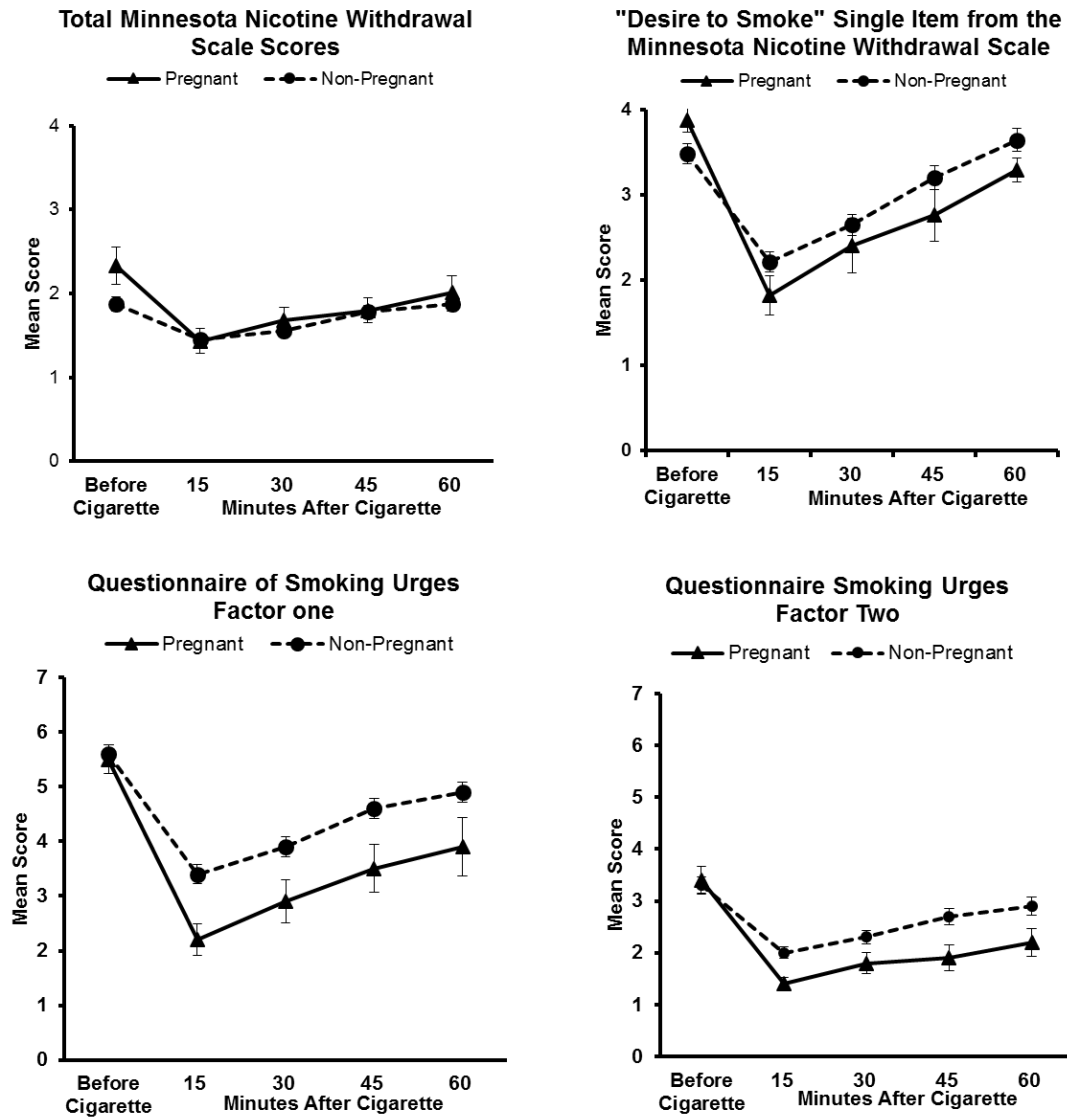 Total Minnesota Nicotine Withdrawal
Scale Scores
Pregnant Non-Pregnant
4
3
2
1
0
Mean Score
Before
Cigarette
15 30 45 60
Minutes After Cigarette
"Desire to Smoke" Single Item from the
Minnesota Nicotine Withdrawal Scale
Pregnant Non-Pregnant
4
3
2
1
0
Mean Score
Before
Cigarette
15 30 45 60
Minutes After Cigarette
Questionnaire of Smoking Urges
Factor one
Pregnant Non-Pregnant
7
6
5
4
3
2
1
0
Mean Score
Before
Cigarette
15 30 45 60
Minutes After Cigarette
Questionnaire Smoking Urges
Factor Two
Pregnant Non-Pregnant
7
6
5
4
3
2
1
0
Mean Score
Before
Cigarette
15 30 45 60
Minutes After Cigarette